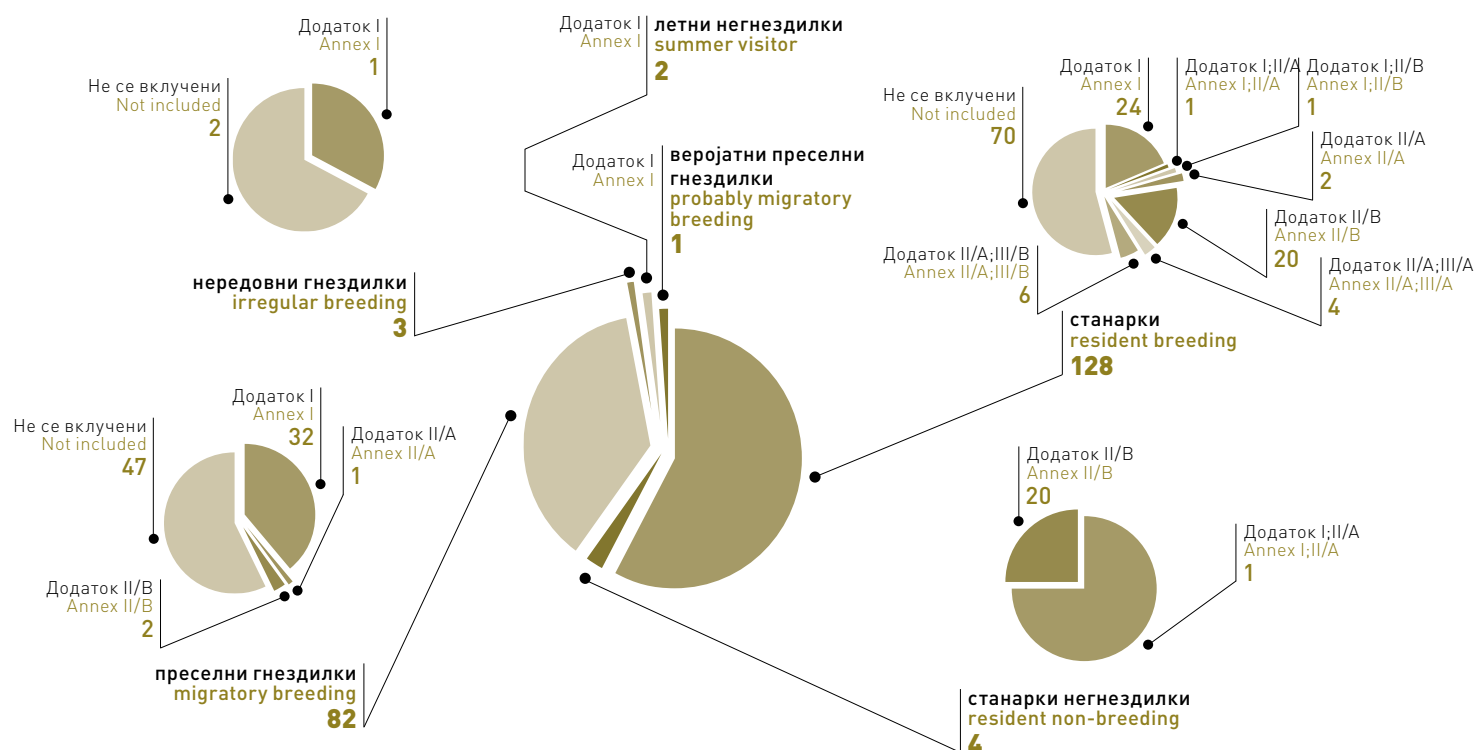 Додаток I
Annex I
1
Не се вклучени
Not included
2
Додаток I
Annex I
летни негнездилки
summer visitor
2
Додаток I
Annex I
веројатни преселни
гнездилки
probably migratory
breeding
1
нередовни гнездилки
irregular breeding
3
Додаток I
Annex I
24
Додаток I;II/A
Annex I;II/A
1
Додаток I;II/B
Annex I;II/B
1
Не се вклучени
Not included
70
Додаток II/A
Annex II/A
2
Додаток II/B
Annex II/B
20
Додаток II/A;III/B
Annex II/A;III/B
6
Додаток II/A;III/A
Annex II/A;III/A
4
станарки
resident breeding
128
Додаток I
Annex I
32
Не се вклучени
Not included
47
Додаток II/A
Annex II/A
1
Додаток II/B
Annex II/B
2
преселни гнездилки
migratory breeding
82
Додаток II/B
Annex II/B
20
Додаток I;II/A
Annex I;II/A
1
станарки негнездилки
resident non-breeding
4